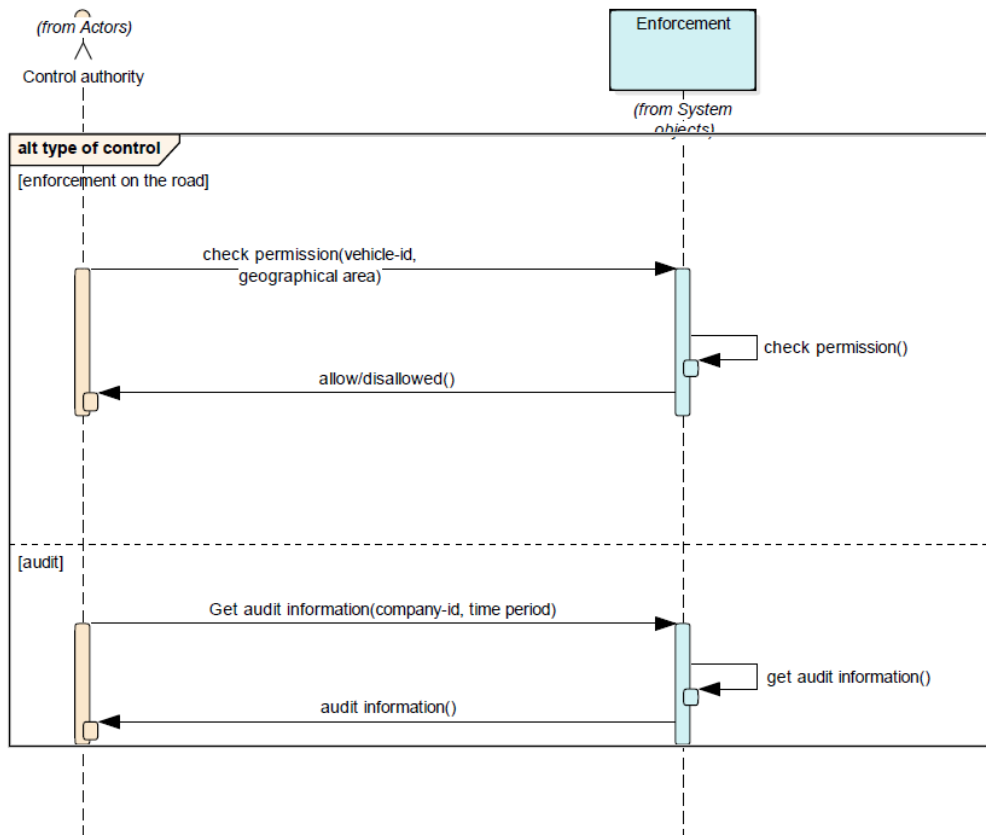 (from Actors)
Control authority
Enforcement
(from System
objects)
alt type of control
[enforcement on the road]
check permission(vehicle-id,
geographical area)
check permission()
allow/disallowed()
[audit]
Get audit information(company-id, time period)
get audit information()
audit information()